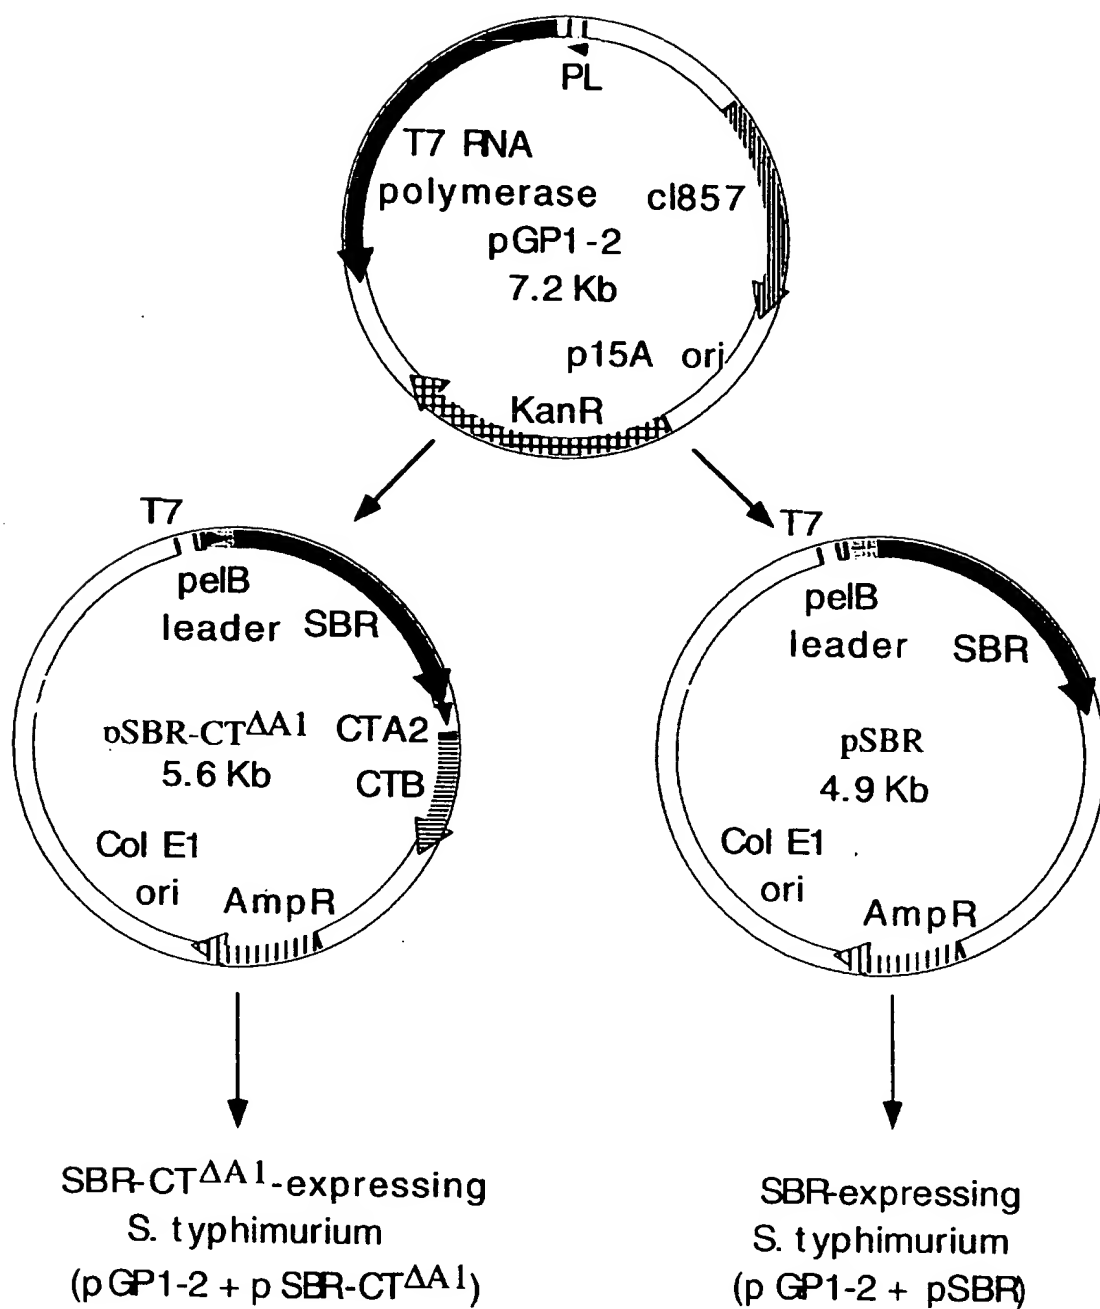 PL
T7 RNA
polymerase
cI857
pGP1-2
7.2 Kb
p15A ori
KanR
T7
pelB
leader
SBR
pSBR-CTΔA1
5.6 Kb
CTA2
CTB
Col E1
ori
AmpR
T7
pelB
leader
SBR
pSBR
4.9 Kb
Col E1
ori
AmpR
SBR-CTΔA1-expressing
S. typhimurium
(pGP1-2 + pSBR-CTΔA1)
SBR-expressing
S. typhimurium
(pGP1-2 + pSBR)